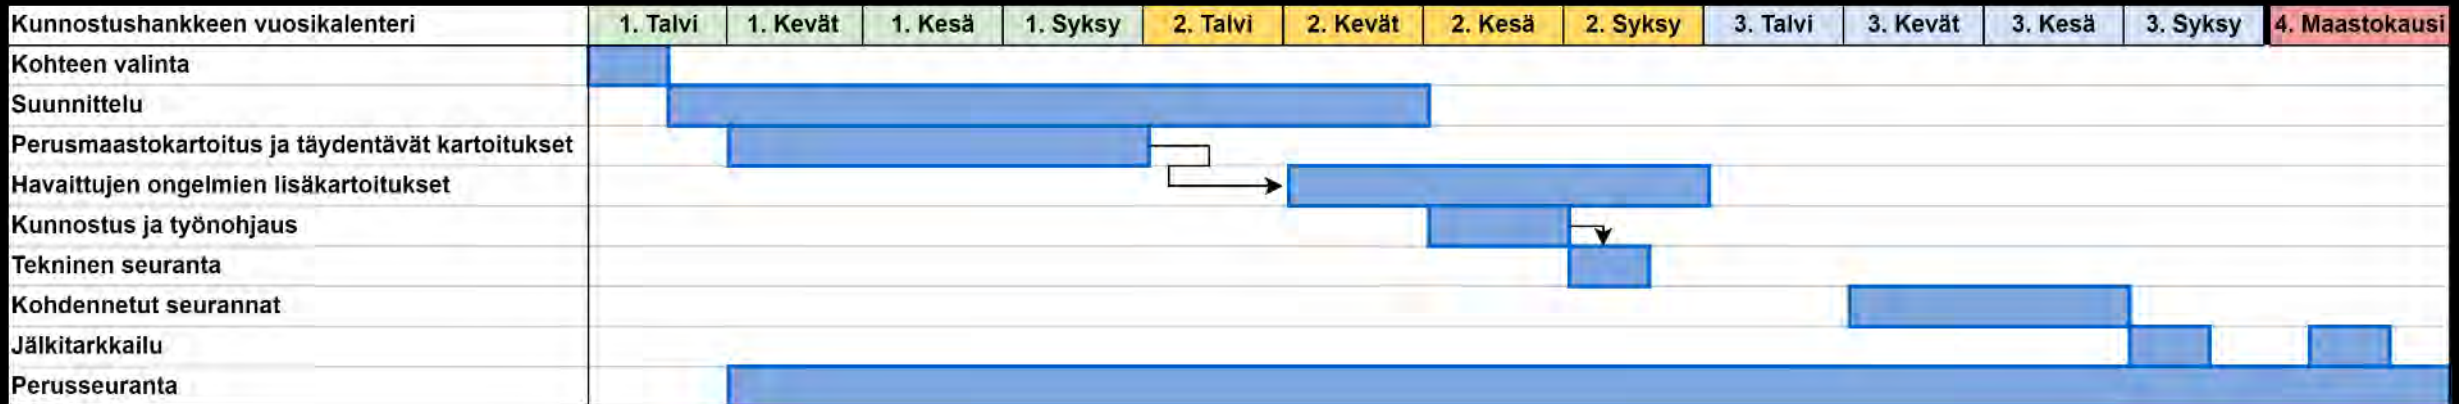 Kunnostushankkeen vuosikalenteri 1. Talvi 1. Kevät 1. Kesä 1. Syksy 2. Talvi 2. Kevät 2. Kesä 2. Syksy 3. Talvi 3. Kevät 3. Kesä 3. Syksy 4. Maastokausi
Kohteen valinta
Suunnittelu
Perusmaastokartoitus ja täydentävät kartoitukset
Havaittujen ongelmien lisäkartoitukset
Kunnostus ja työnohjaus
Tekninen seuranta
Kohdennetut seurannat
Jälkitarkkailu
Perusseuranta